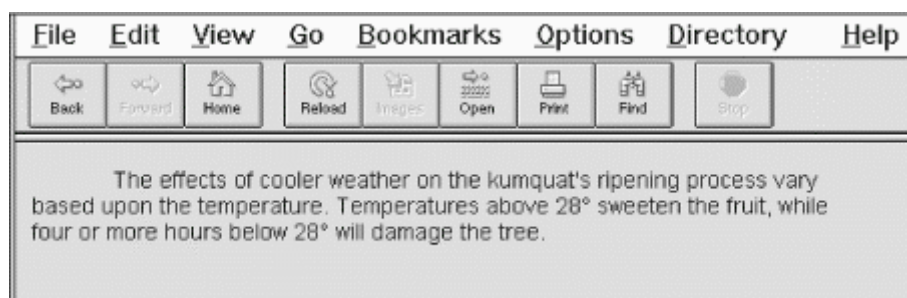 File Edit View Go Bookmarks Options Directory Help
Back Forward Home Reload Images Open Print Find Stop
The effects of cooler weather on the kumquat's ripening process vary
based upon the temperature. Temperatures above 28° sweeten the fruit, while
four or more hours below 28° will damage the tree.